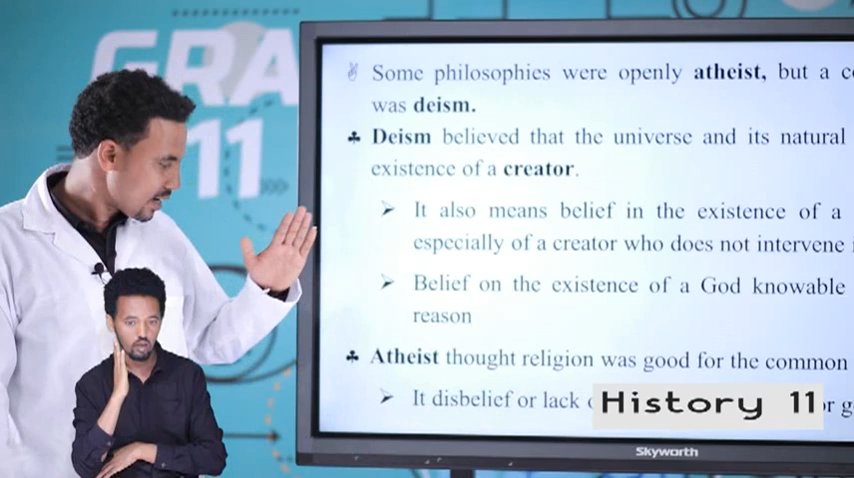 GRA
11
Some philosophies were openly atheist, but a
was deism.
Deism believed that the universe and its natural
existence of a creator.
It also means belief in the existence of a
especially of a creator who does not intervene
Belief on the existence of a God knowable
reason
Atheist thought religion was good for the common
It disbelief or lack
History 11
Skyworth